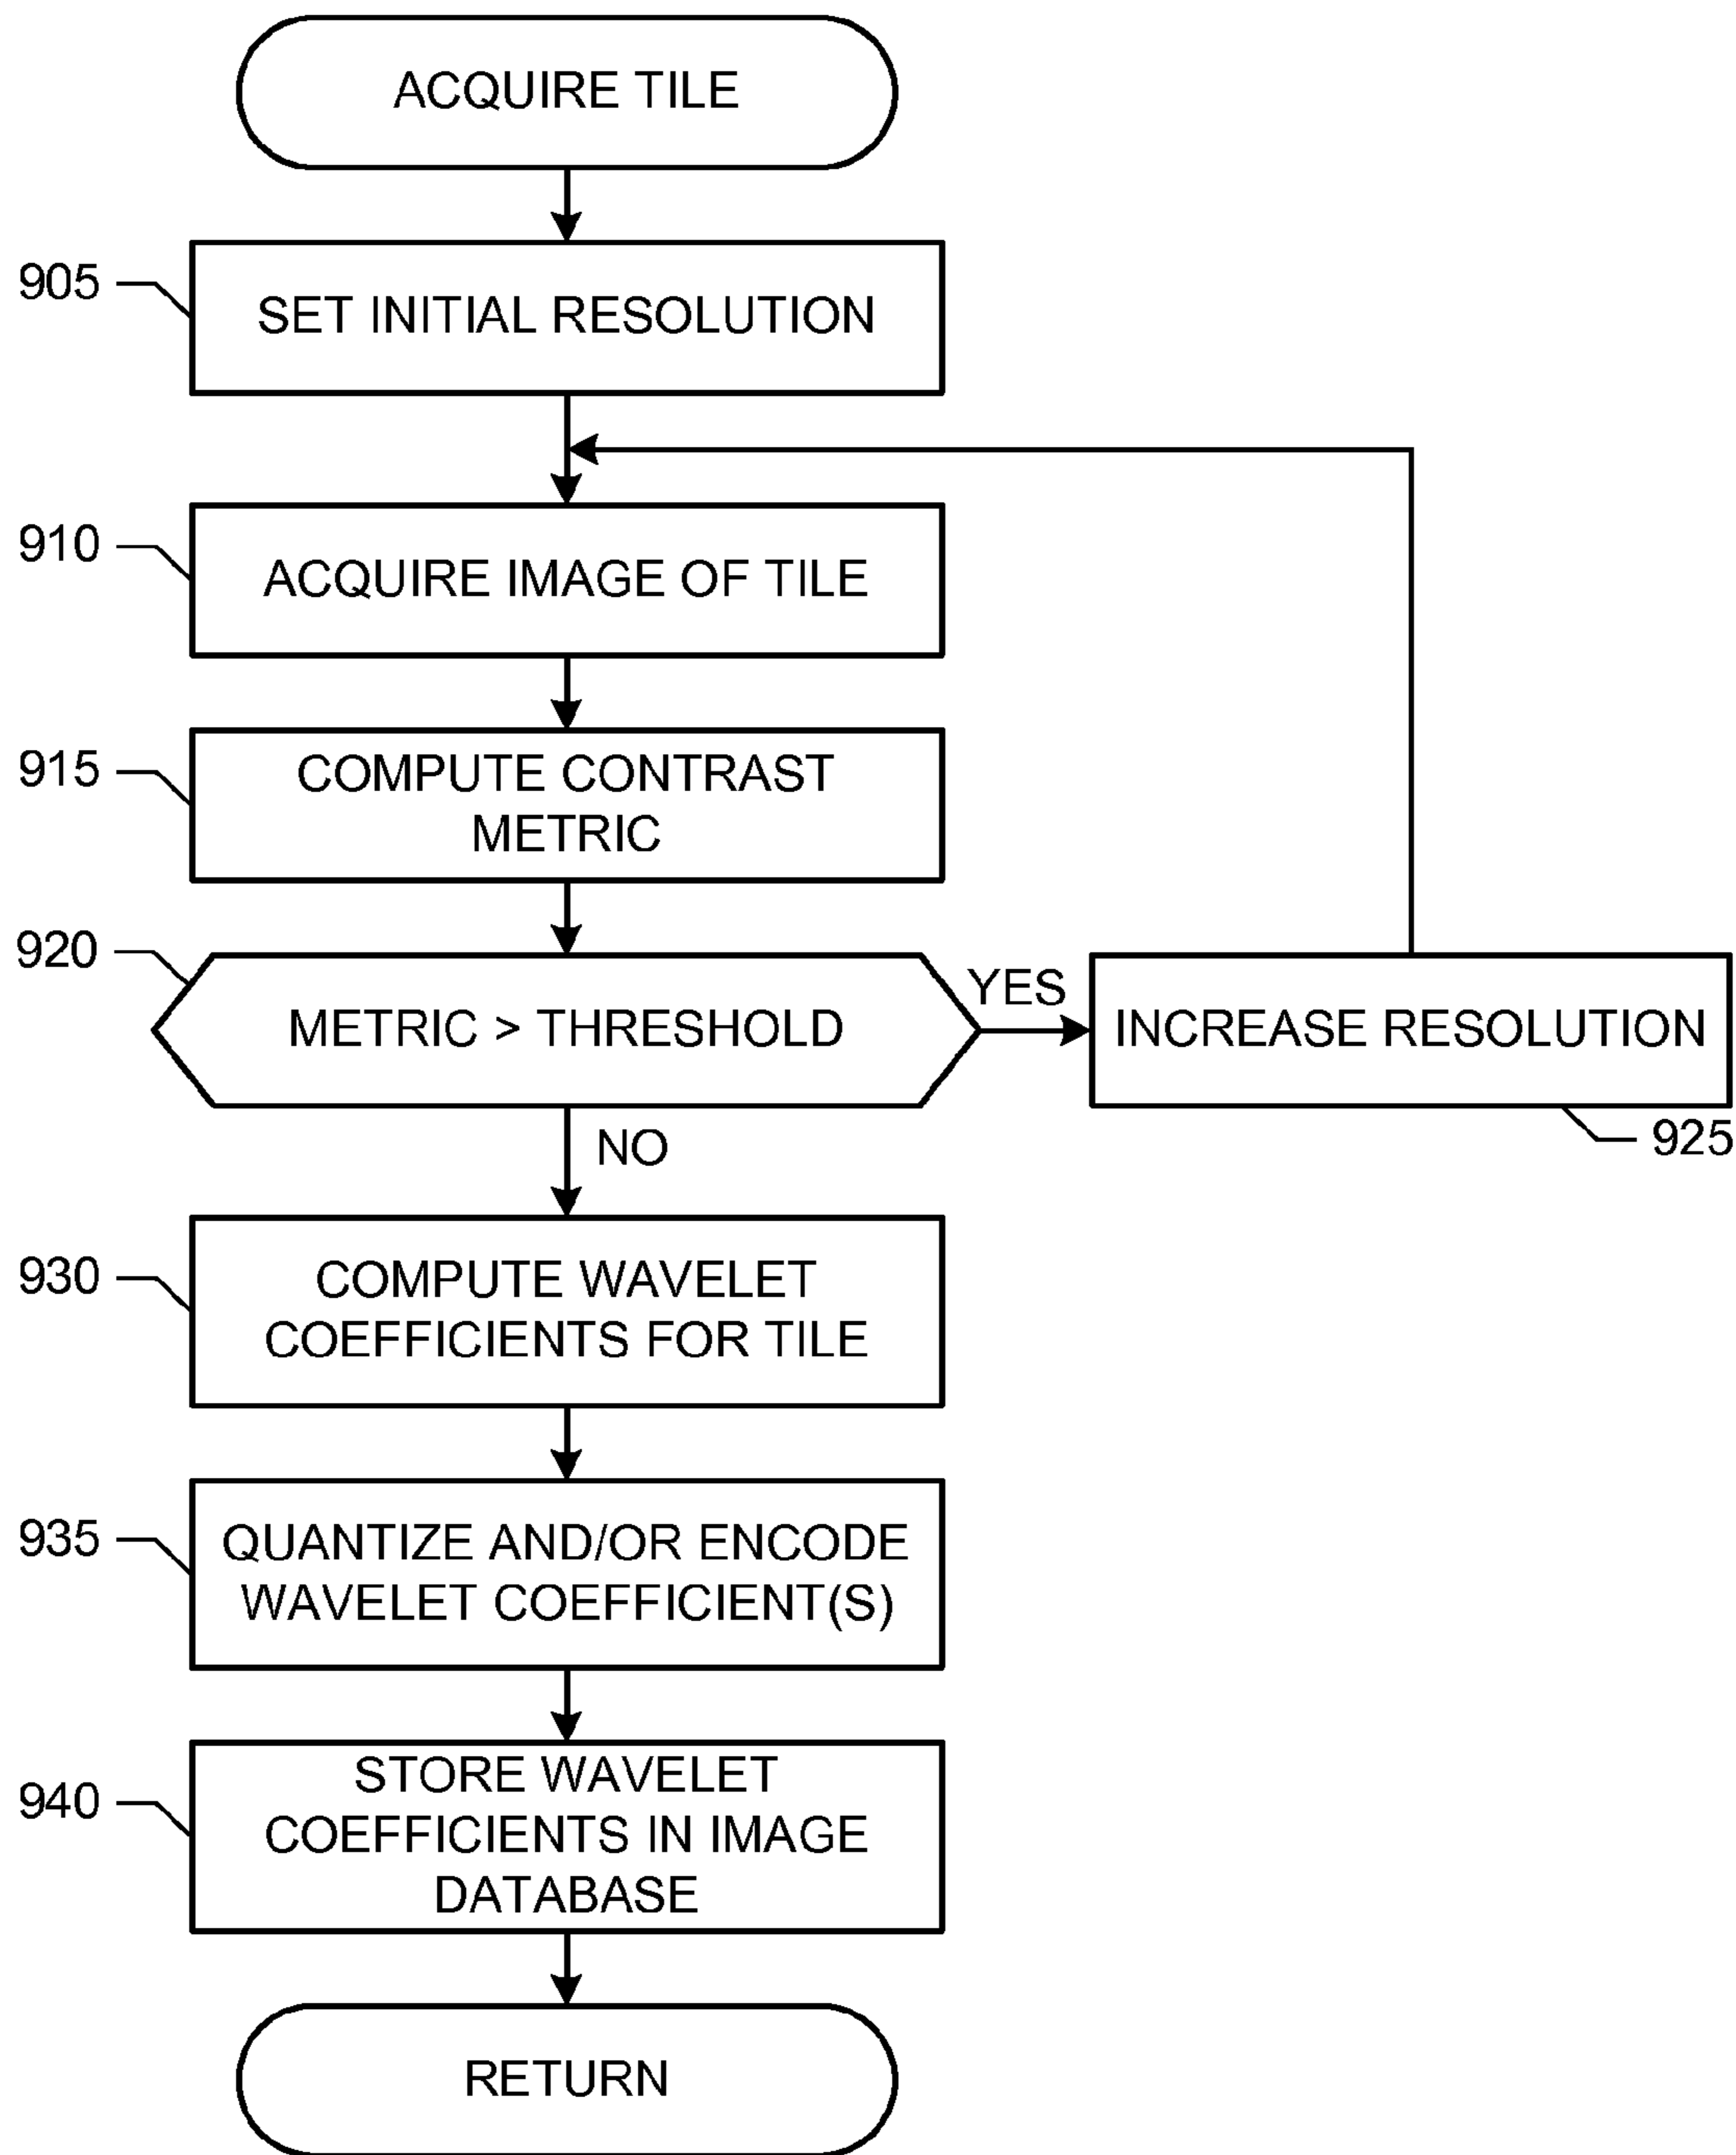 ACQUIRE TILE
905
SET INITIAL RESOLUTION
910
ACQUIRE IMAGE OF TILE
915
COMPUTE CONTRAST
METRIC
920
METRIC > THRESHOLD
YES
INCREASE RESOLUTION
925
NO
930
COMPUTE WAVELET
COEFFICIENTS FOR TILE
935
QUANTIZE AND/OR ENCODE
WAVELET COEFFICIENT(S)
940
STORE WAVELET
COEFFICIENTS IN IMAGE
DATABASE
RETURN